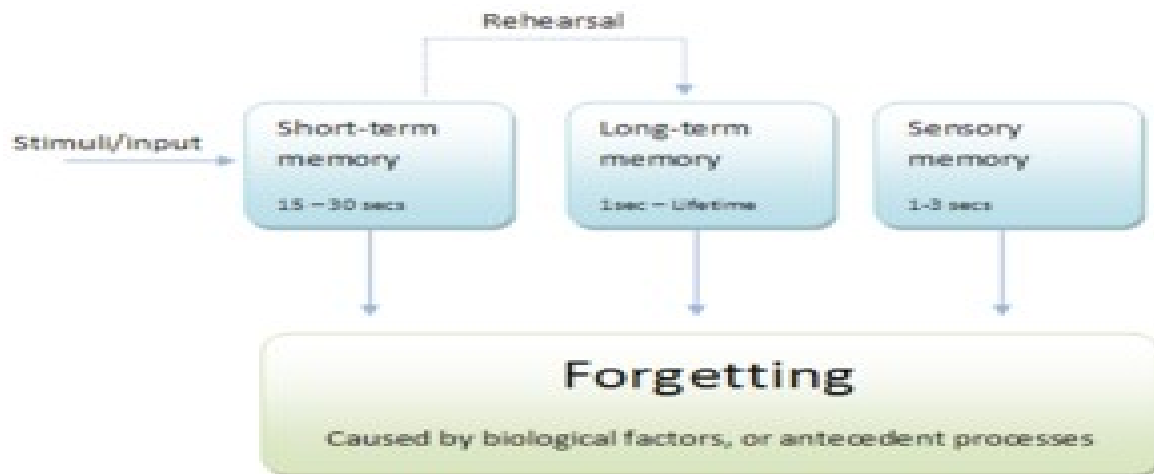 Rehearsal
Stimuli/input
Short-term
memory
15 – 30 secs
Long-term
memory
1sec – Lifetime
Sensory
memory
1-3 secs
Forgetting
Caused by biological factors, or antecedent processes